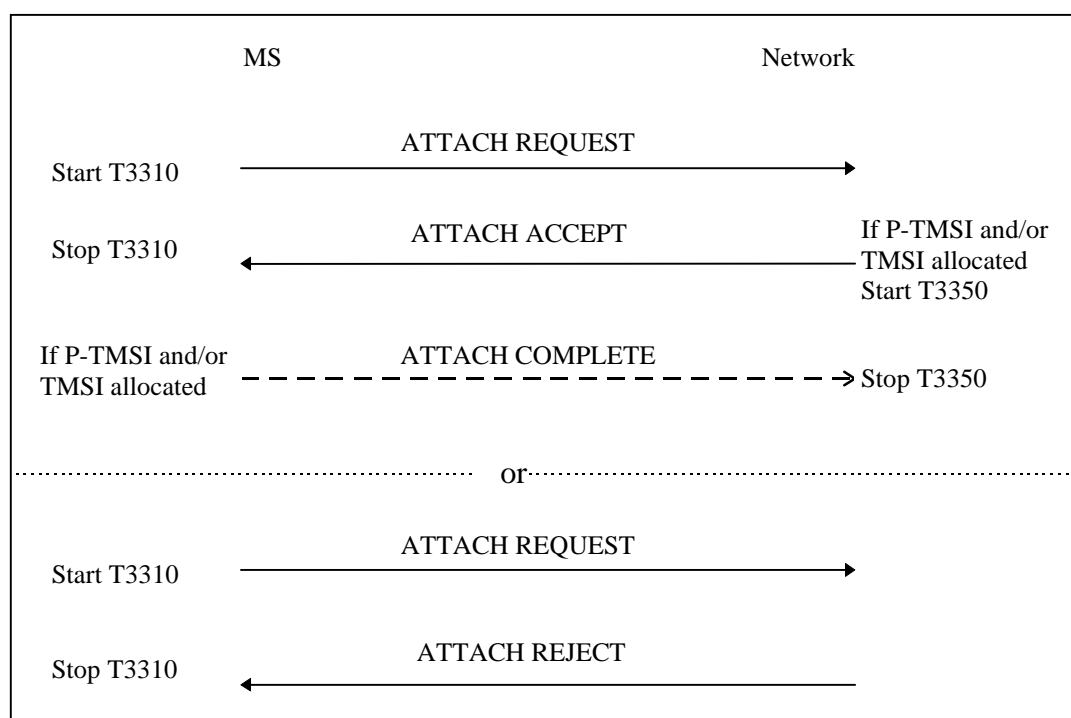 MS Network
ATTACH REQUEST
Start T3310
ATTACH ACCEPT
Stop T3310
If P-TMSI and/or
TMSI allocated
Start T3350
If P-TMSI and/or
TMSI allocated
ATTACH COMPLETE
Stop T3350
or
ATTACH REQUEST
Start T3310
ATTACH REJECT
Stop T3310